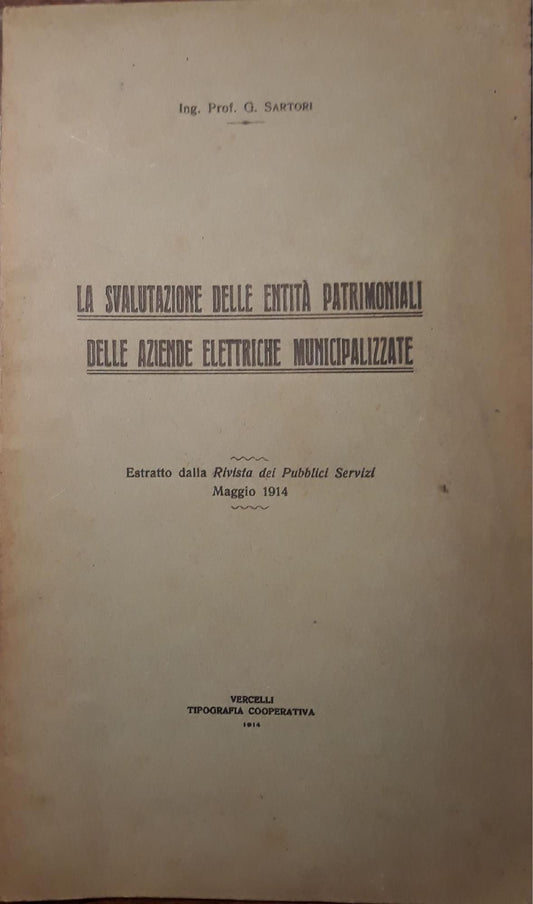 Ing. Prof. G. SARTORI
LA SVALUTAZIONE DELLE ENTITÀ PATRIMONIALI
DELLE AZIENDE ELETTRICHE MUNICIPALIZZATE
Estratto dalla Rivista dei Pubblici Servizi
Maggio 1914
VERCELLI
TIPOGRAFIA COOPERATIVA
1914